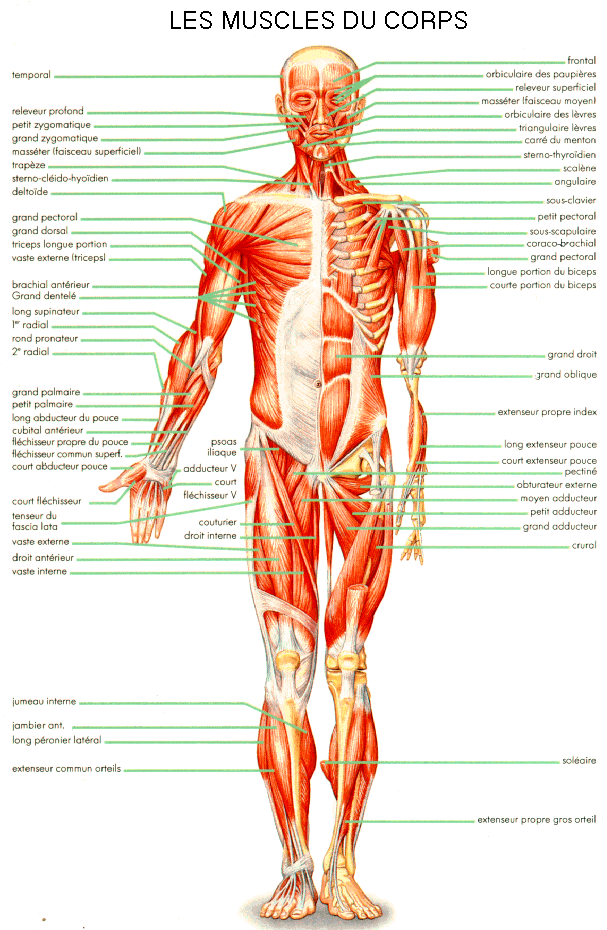 LES MUSCLES DU CORPS
temporal
releveur profond
petit zygomatique
grand zygomatique
masséter (faisceau superficiel)
trapèze
sterno-cléido-hyoïdien
deltoïde
grand pectoral
grand dorsal
triceps longue portion
vaste externe (triceps)
brachial antérieur
Grand dentelé
long supinateur
1er radial
rond pronateur
2e radial
grand palmaire
petit palmaire
long abducteur du pouce
cubital antérieur
fléchisseur propre du pouce
fléchisseur commun superf.
court abducteur pouce
court fléchisseur
tenseur du
fascia lata
vaste externe
droit antérieur
vaste interne
psoas
iliaque
adducteur V
court
fléchisseur V
couturier
droit interne
jumeau interne
jambier ant.
long péronier latéral
extenseur commun orteils
frontal
orbiculaire des paupières
releveur superficiel
masséter (faisceau moyen)
orbiculaire des lèvres
triangulaire lèvres
carré du menton
sterno-thyroïdien
scalène
angulaire
sous-clavier
petit pectoral
sous-scapulaire
coraco-brachial
grand pectoral
longue portion du biceps
courte portion du biceps
grand droit
grand oblique
extenseur propre index
long extenseur pouce
court extenseur pouce
pectiné
obturateur externe
moyen adducteur
petit adducteur
grand adducteur
crural
soléaire
extenseur propre gros orteil